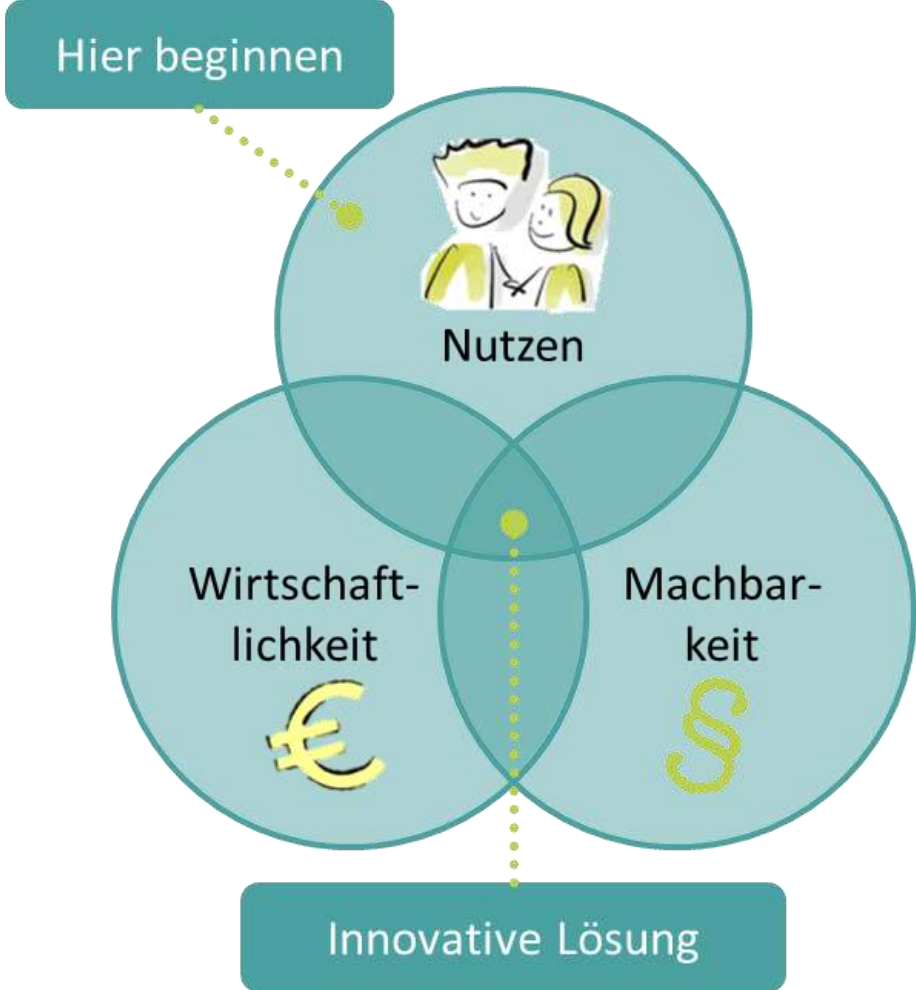 Hier beginnen
Nutzen
Wirtschaft-
lichkeit
€
Machbar-
keit
§
Innovative Lösung